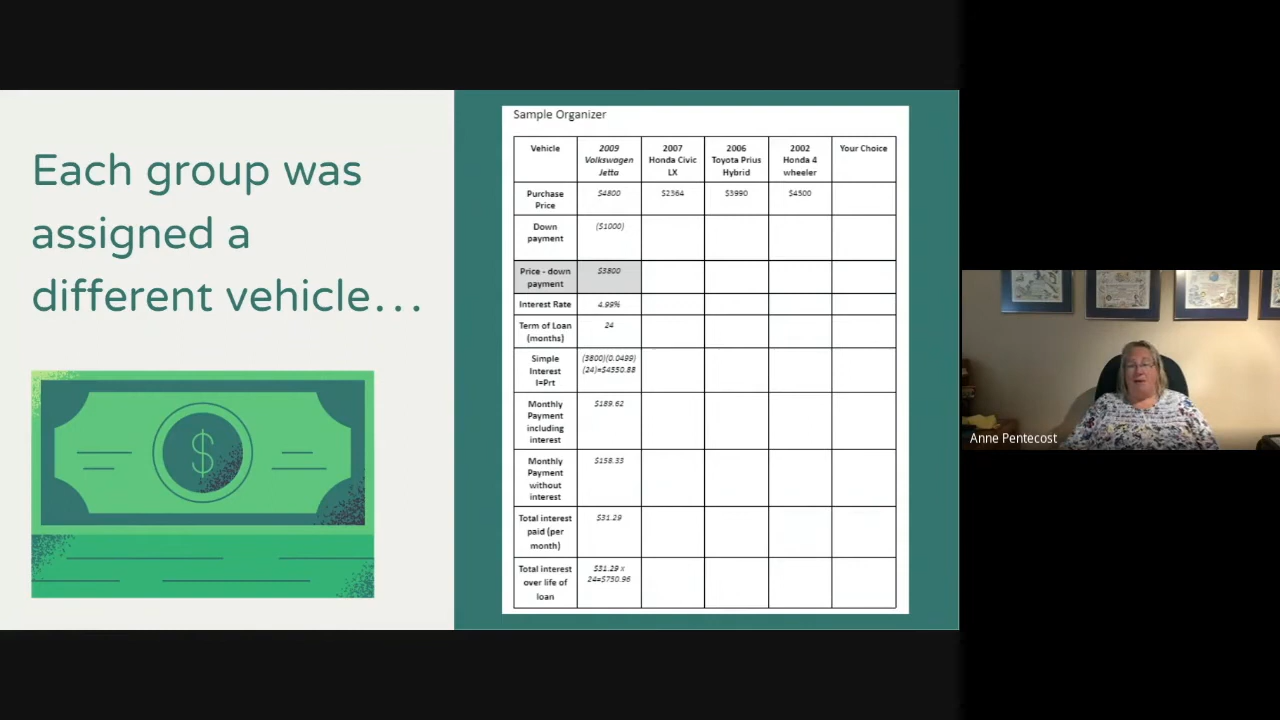 Each group was
assigned a
different vehicle...
$
Sample Organizer
Vehicle 2009 Volkswagen Jetta 2007 Honda Civic LX 2006 Toyota Prius Hybrid 2002 Honda 4 wheeler Your Choice
Purchase Price $4800 $2364 $3990 $4300
Down payment ($1000)
Price - down payment $3800
Interest Rate 4.99%
Term of Loan (months) 24
Simple Interest I=Prt (3800)(0.0499)(24)=$4550.88
Monthly Payment including interest $189.62
Monthly Payment without interest $158.33
Total interest paid (per month) $31.29
Total interest over life of loan $31.29 x 24=$750.96
Anne Pentecost